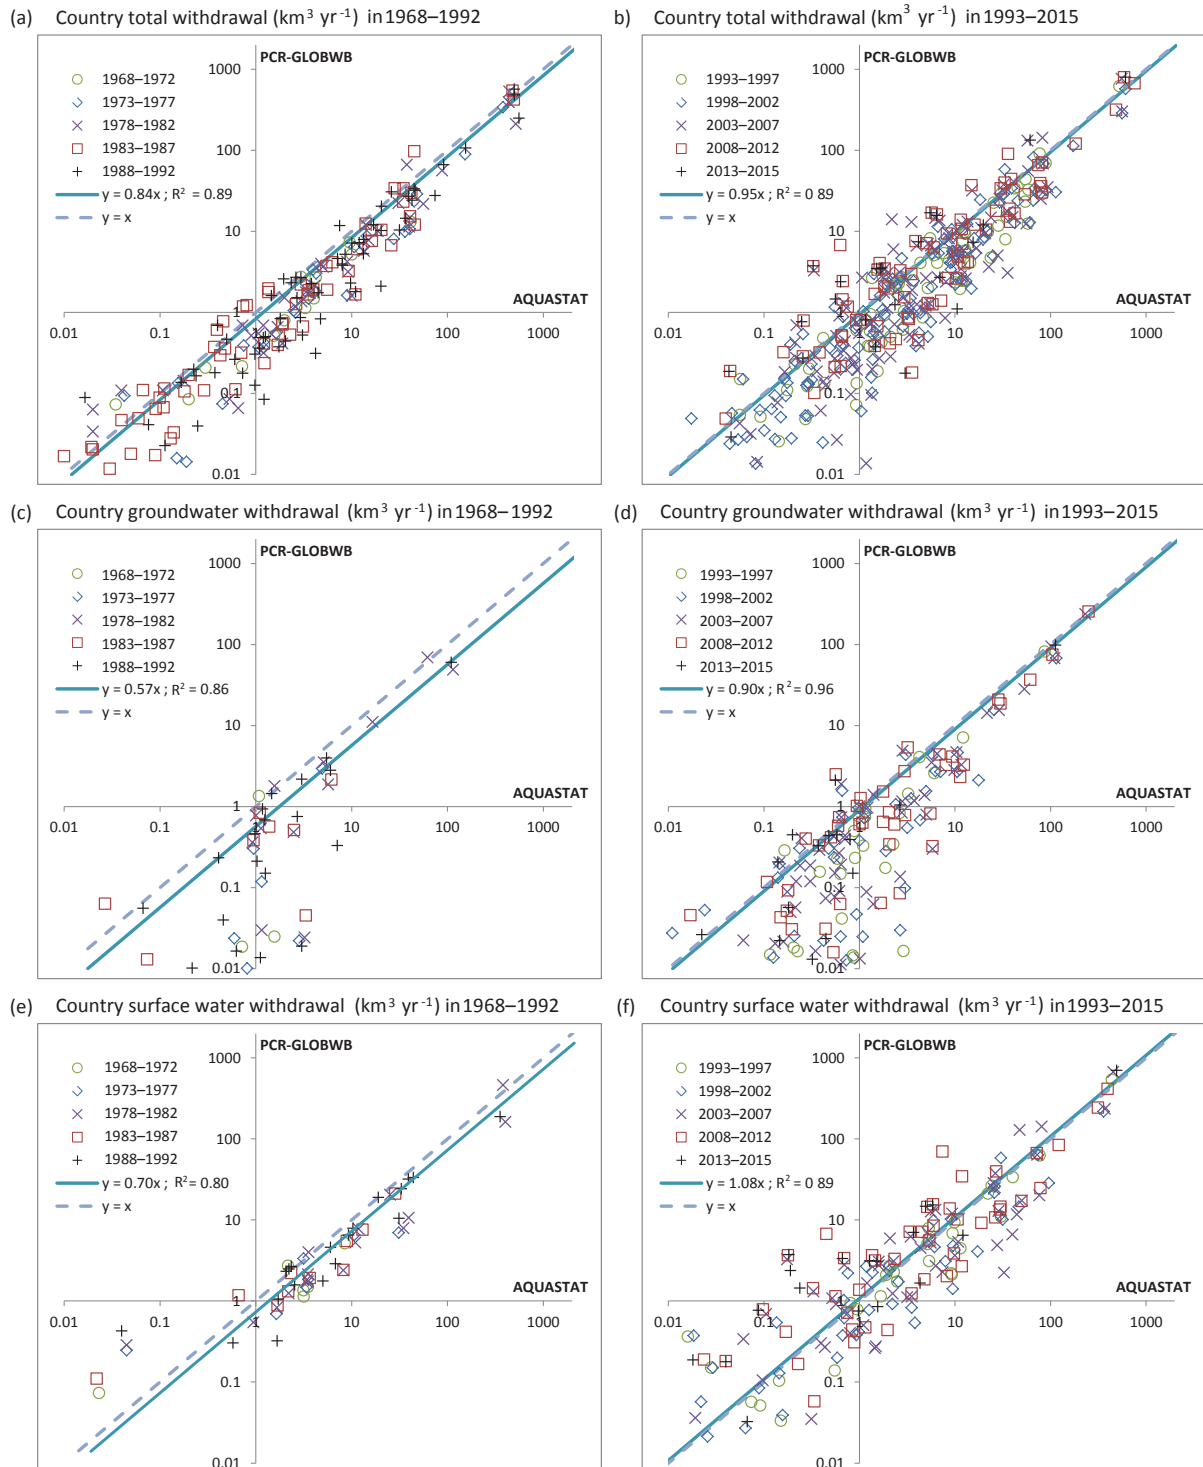 (a) Country total withdrawal (km³ yr⁻¹) in 1968–1992
PCR-GLOBWB
1000
100
10
1
0.1
0.01
1968–1972
1973–1977
1978–1982
1983–1987
1988–1992
y = 0.84x ; R² = 0.89
y = x
AQUASTAT
0.01 0.1 1 10 100 1000
(b) Country total withdrawal (km³ yr⁻¹) in 1993–2015
PCR-GLOBWB
1000
100
10
1
0.1
0.01
1993–1997
1998–2002
2003–2007
2008–2012
2013–2015
y = 0.95x ; R² 0 89
y = x
AQUASTAT
0.01 0.1 1 10 100 1000
(c) Country groundwater withdrawal (km³ yr⁻¹) in 1968–1992
PCR-GLOBWB
1000
100
10
1
0.1
0.01
1968–1972
1973–1977
1978–1982
1983–1987
1988–1992
y = 0.57x ; R² = 0.86
y = x
AQUASTAT
0.01 0.1 1 10 100 1000
(d) Country groundwater withdrawal (km³ yr⁻¹) in 1993–2015
PCR-GLOBWB
1000
100
10
1
0.1
0.01
1993–1997
1998–2002
2003–2007
2008–2012
2013–2015
y = 0.90x ; R² = 0.96
y = x
AQUASTAT
0.01 0.1 1 10 100 1000
(e) Country surface water withdrawal (km³ yr⁻¹) in 1968–1992
PCR-GLOBWB
1000
100
10
1
0.1
0.01
1968–1972
1973–1977
1978–1982
1983–1987
1988–1992
y = 0.70x ; R² = 0.80
y = x
AQUASTAT
0.01 0.1 1 10 100 1000
(f) Country surface water withdrawal (km³ yr⁻¹) in 1993–2015
PCR-GLOBWB
1000
100
10
1
0.1
0.01
1993–1997
1998–2002
2003–2007
2008–2012
2013–2015
y = 1.08x ; R² = 0 89
y = x
AQUASTAT
0.01 0.1 1 10 100 1000